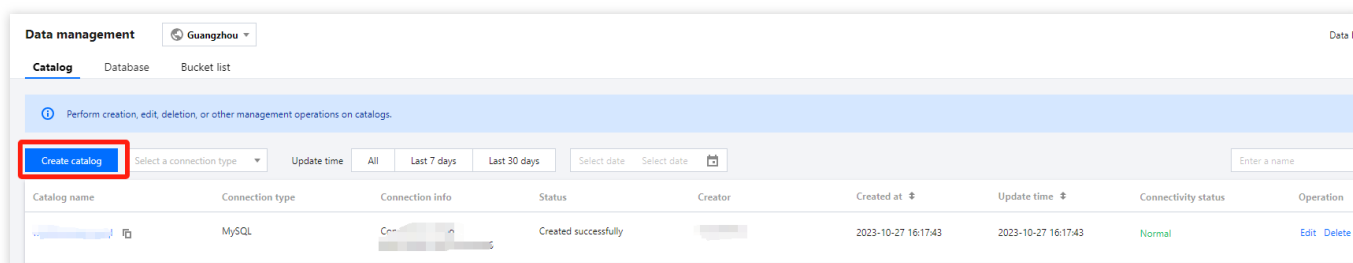 Data management Guangzhou Data
Catalog Database Bucket list
Perform creation, edit, deletion, or other management operations on catalogs.
Create catalog Select a connection type Update time All Last 7 days Last 30 days Select date Select date Enter a name
Catalog name Connection type Connection info Status Creator Created at Update time Connectivity status Operation
MySQL Created successfully 2023-10-27 16:17:43 2023-10-27 16:17:43 Normal Edit Delete